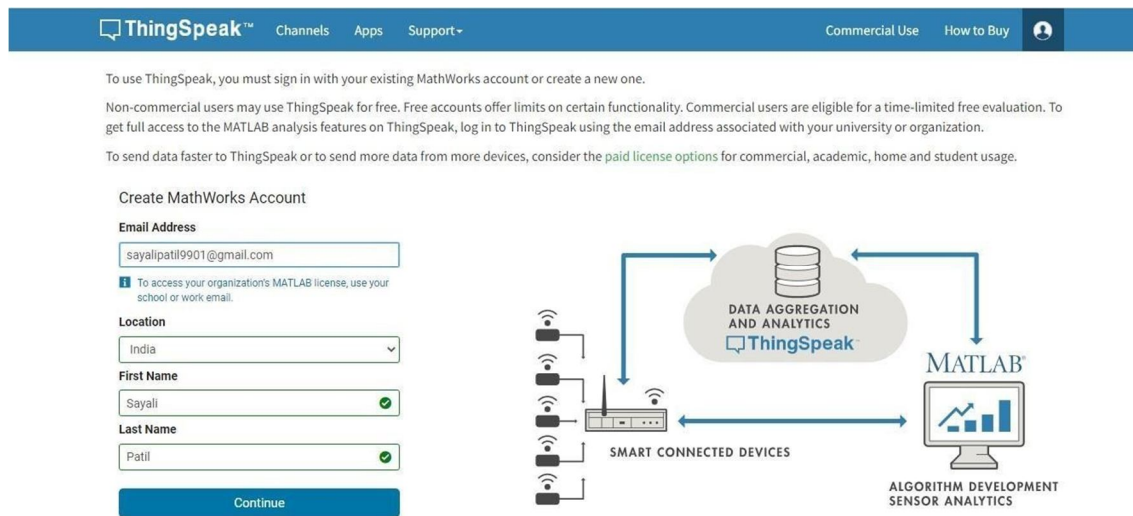 ThingSpeak™ Channels Apps Support Commercial Use How to Buy
To use ThingSpeak, you must sign in with your existing MathWorks account or create a new one.
Non-commercial users may use ThingSpeak for free. Free accounts offer limits on certain functionality. Commercial users are eligible for a time-limited free evaluation. To
get full access to the MATLAB analysis features on ThingSpeak, log in to ThingSpeak using the email address associated with your university or organization.
To send data faster to ThingSpeak or to send more data from more devices, consider the paid license options for commercial, academic, home and student usage.
Create MathWorks Account
Email Address
sayalipatil9901@gmail.com
To access your organization's MATLAB license, use your
school or work email.
Location
India
First Name
Sayali
Last Name
Patil
Continue
DATA AGGREGATION
AND ANALYTICS
ThingSpeak
MATLAB®
SMART CONNECTED DEVICES
ALGORITHM DEVELOPMENT
SENSOR ANALYTICS